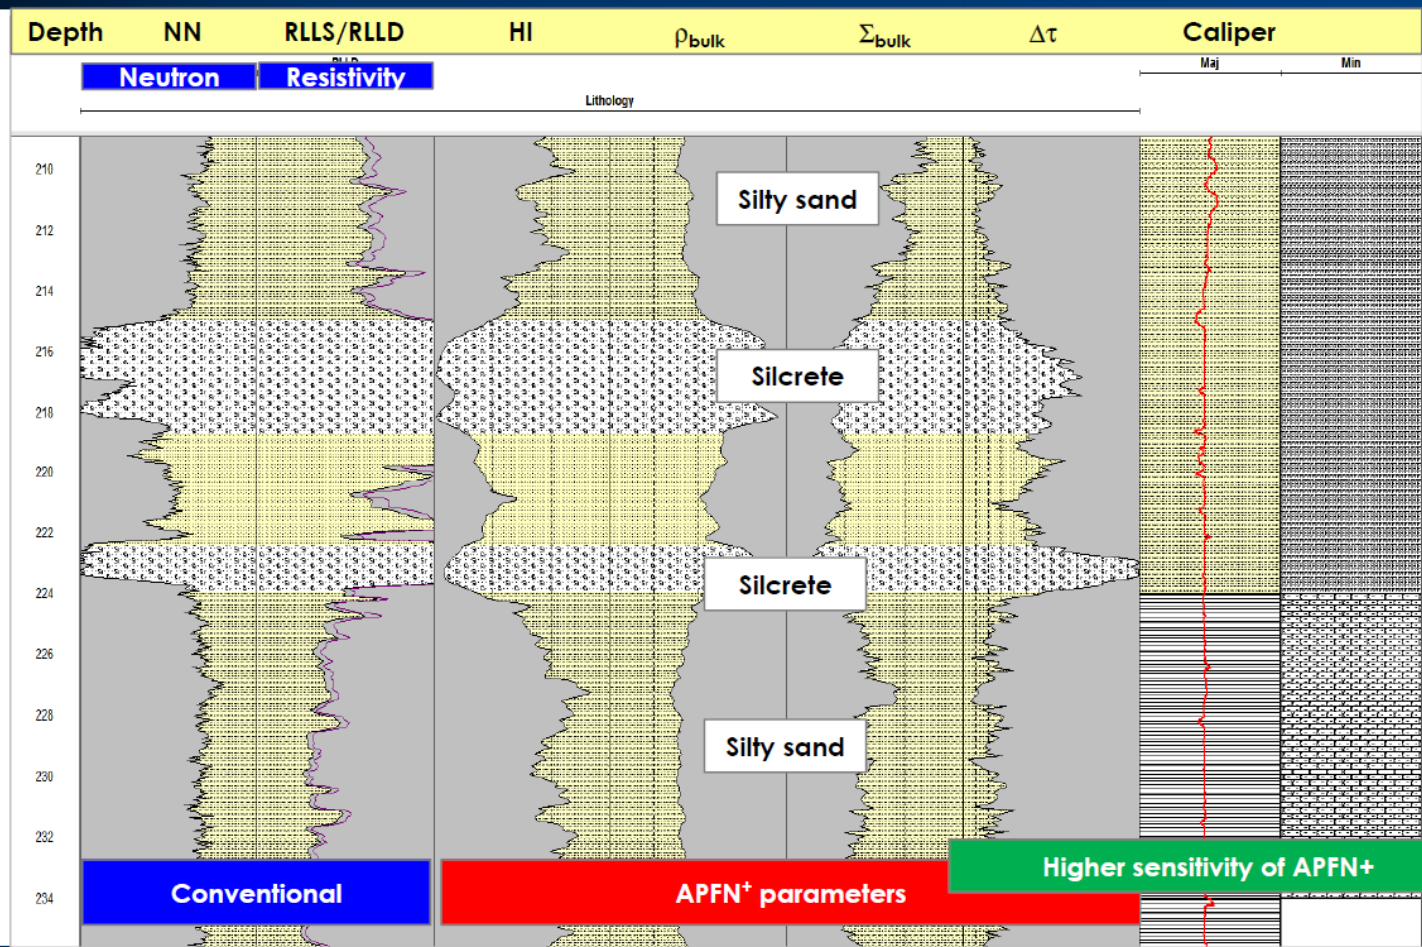 Depth NN RLLS/RLLD HI ρbulk Σbulk Δτ Caliper
Neutron Resistivity Maj Min
Lithology
210
Silty sand
212
214
216
Silcrete
218
220
222
Silcrete
224
226
228
Silty sand
230
232
Higher sensitivity of APFN+
Conventional APFN⁺ parameters
234